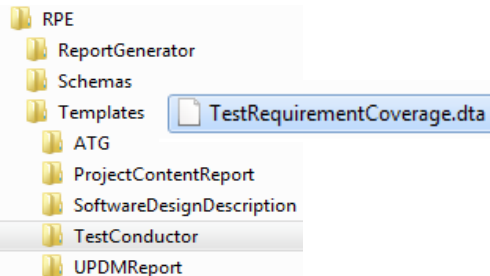 RPE
ReportGenerator
Schemas
Templates
TestRequirementCoverage.dta
ATG
ProjectContentReport
SoftwareDesignDescription
TestConductor
UPDMReport